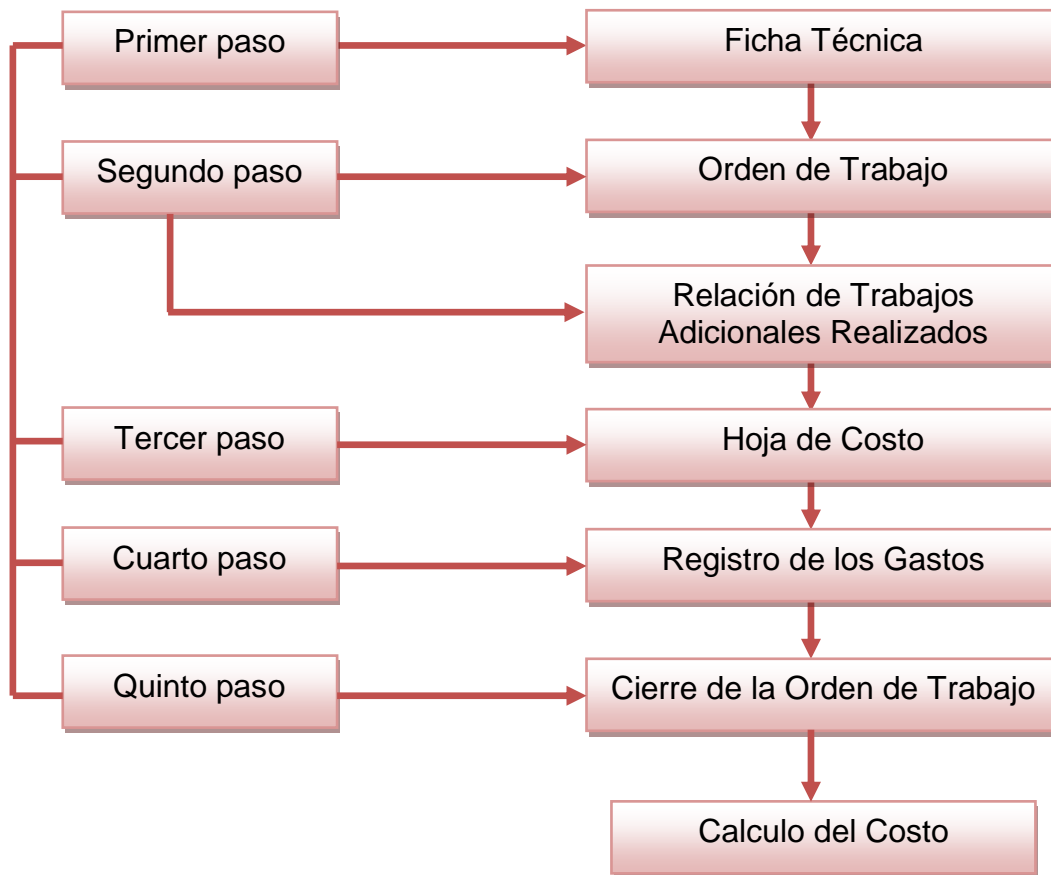 Primer paso
Ficha Técnica
Segundo paso
Orden de Trabajo
Relación de Trabajos
Adicionales Realizados
Tercer paso
Hoja de Costo
Cuarto paso
Registro de los Gastos
Quinto paso
Cierre de la Orden de Trabajo
Calculo del Costo